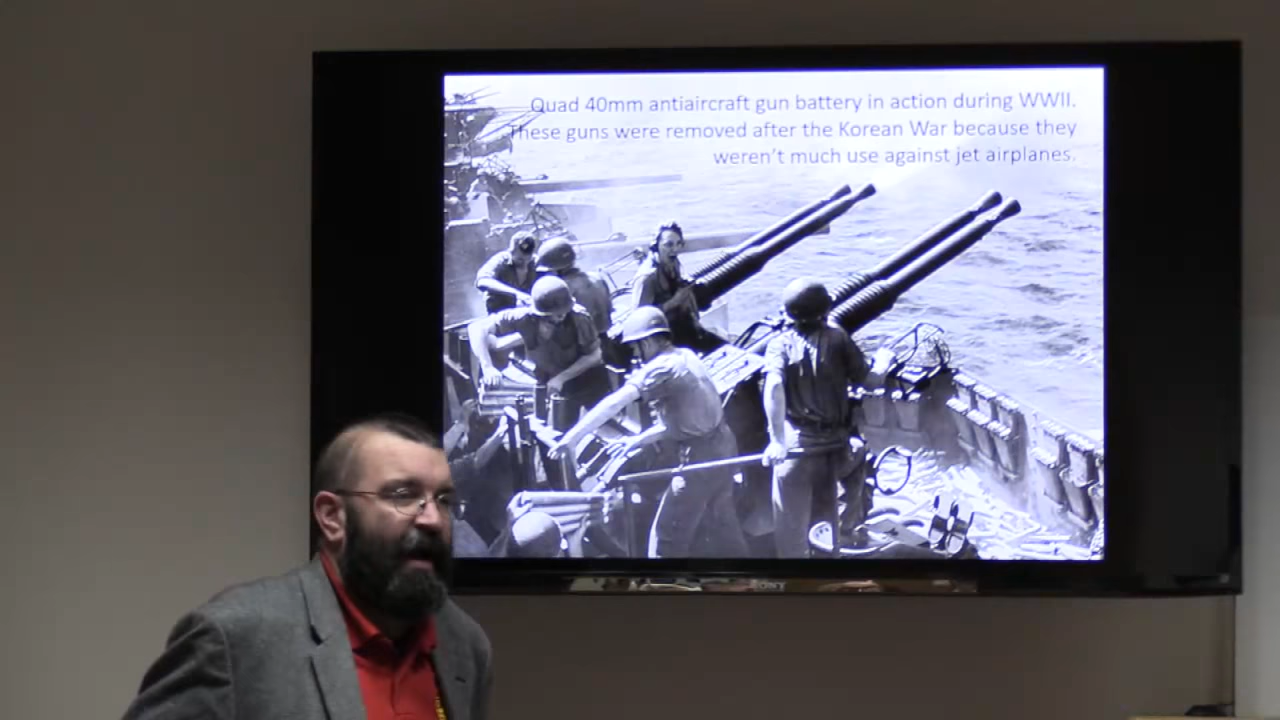 Quad 40mm antiaircraft gun battery in action during WWII.
These guns were removed after the Korean War because they
weren't much use against jet airplanes.